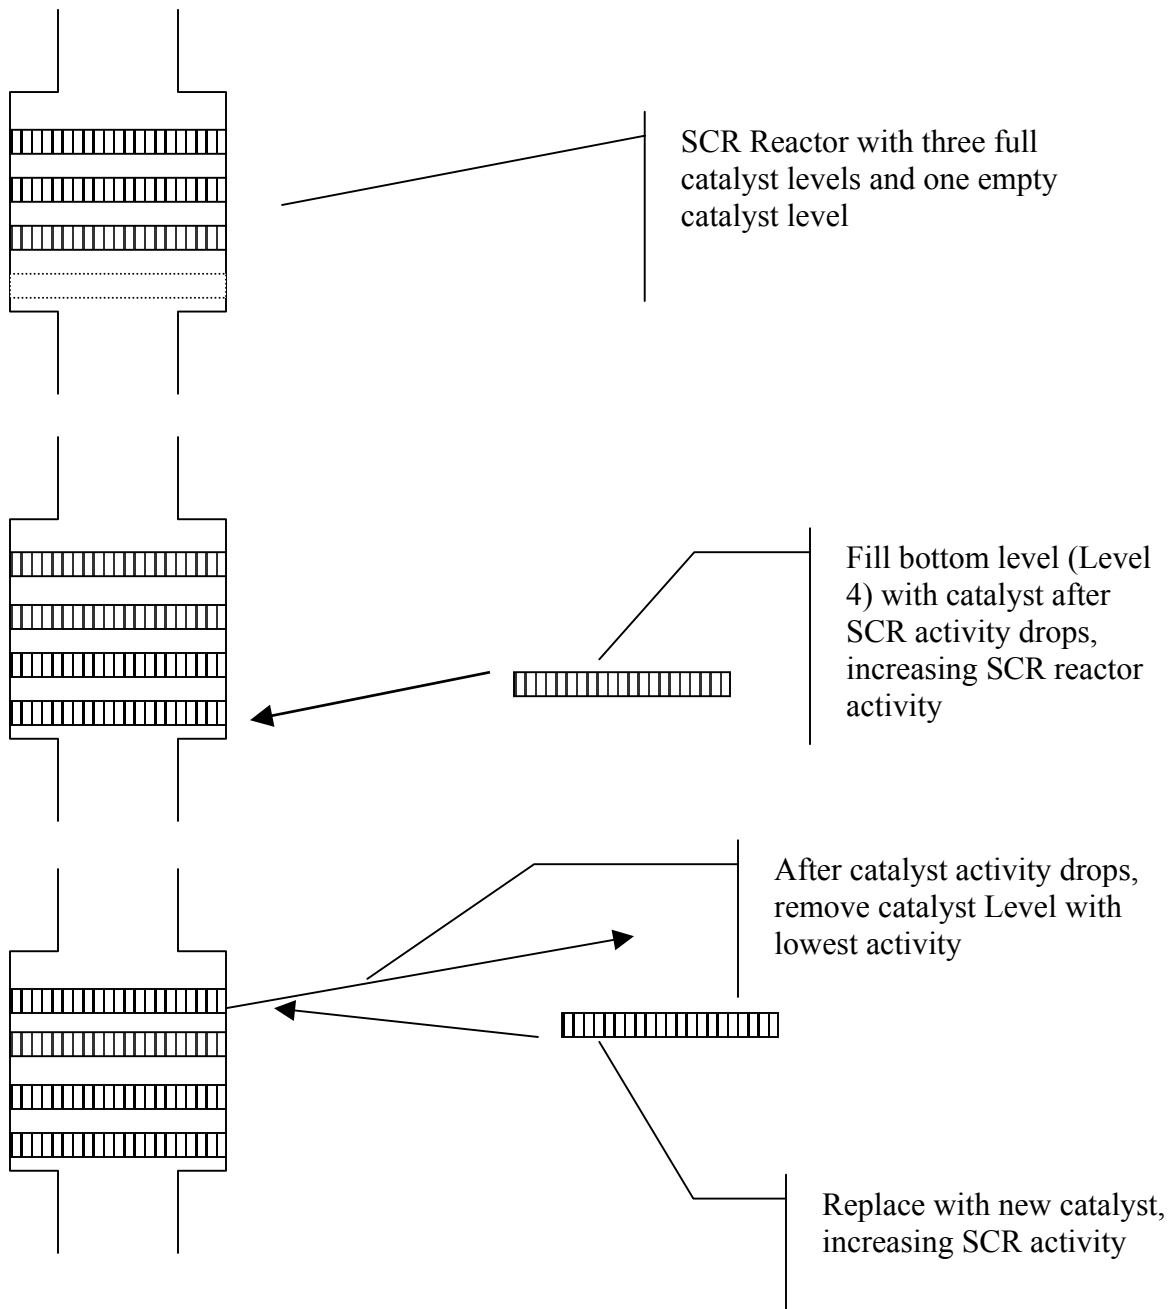 SCR Reactor with three full
catalyst levels and one empty
catalyst level
Fill bottom level (Level
4) with catalyst after
SCR activity drops,
increasing SCR reactor
activity
After catalyst activity drops,
remove catalyst Level with
lowest activity
Replace with new catalyst,
increasing SCR activity